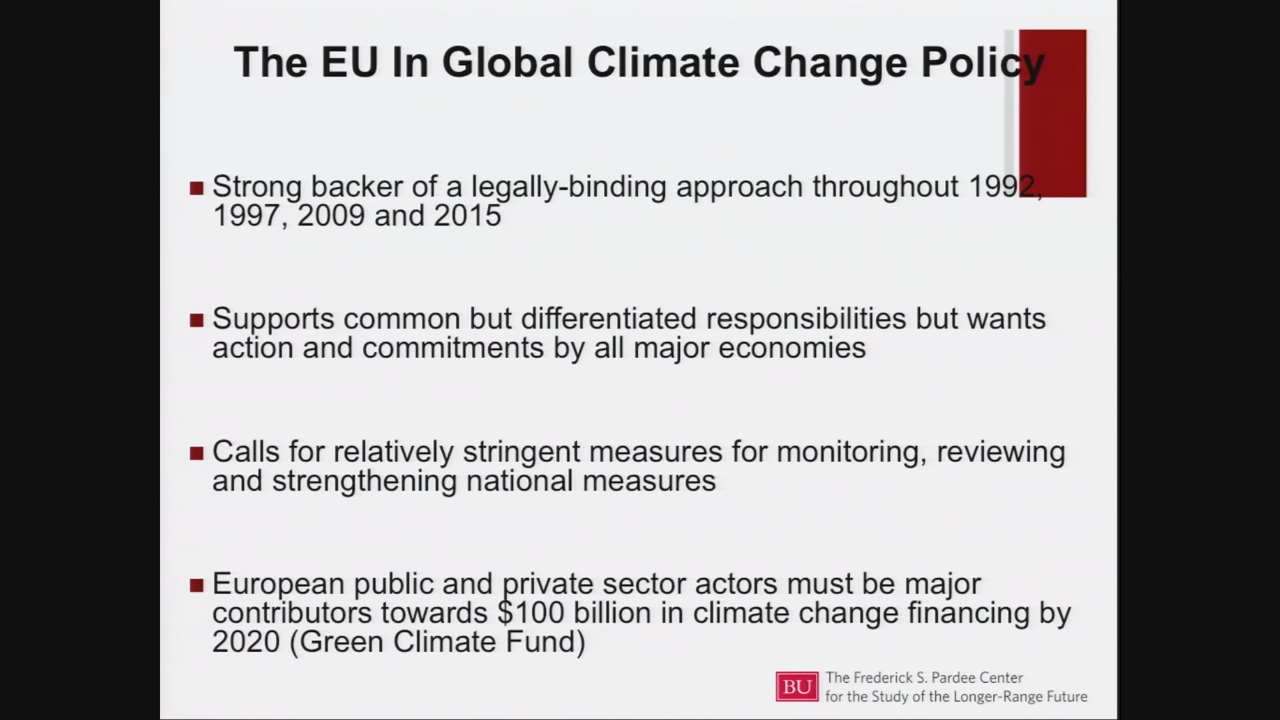 The EU In Global Climate Change Policy
Strong backer of a legally-binding approach throughout 1992,
1997, 2009 and 2015
Supports common but differentiated responsibilities but wants
action and commitments by all major economies
Calls for relatively stringent measures for monitoring, reviewing
and strengthening national measures
European public and private sector actors must be major
contributors towards $100 billion in climate change financing by
2020 (Green Climate Fund)
BU
The Frederick S. Pardee Center
for the Study of the Longer-Range Future